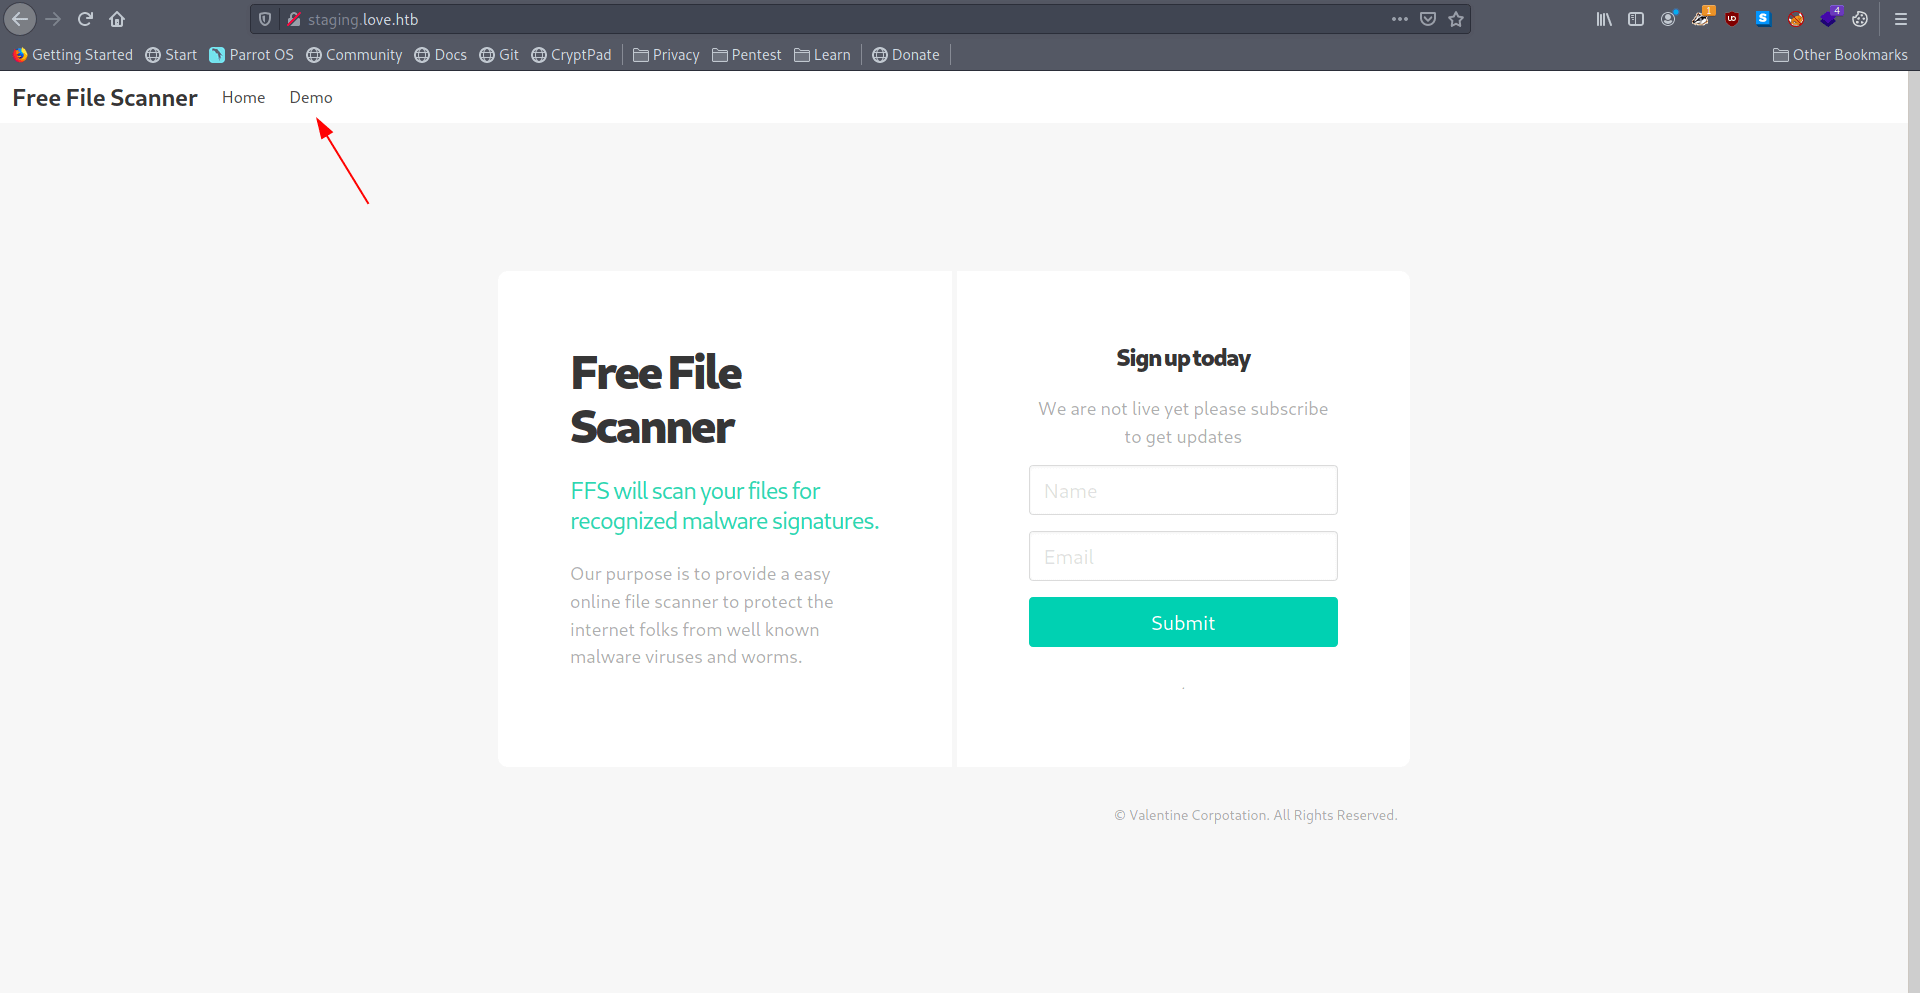 staging.love.htb
1
4
Getting Started Start Parrot OS Community Docs Git CryptPad Privacy Pentest Learn Donate Other Bookmarks
Free File Scanner Home Demo
Free File
Scanner
FFS will scan your files for
recognized malware signatures.
Our purpose is to provide a easy
online file scanner to protect the
internet folks from well known
malware viruses and worms.
Sign up today
We are not live yet please subscribe
to get updates
Name
Email
Submit
.
© Valentine Corpotation. All Rights Reserved.